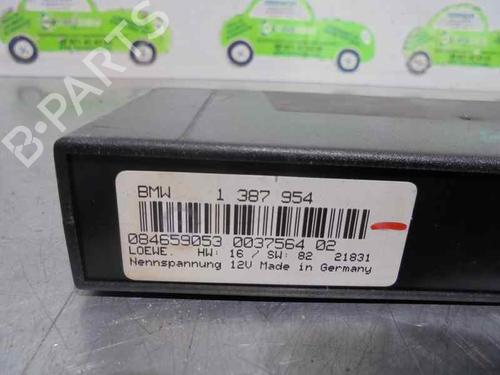 B-PARTS
BMW 1 387 954
084659053 0037564 02
LOEWE. HW: 16 / SW: 82 21831
Nennspannung 12V Made in Germany